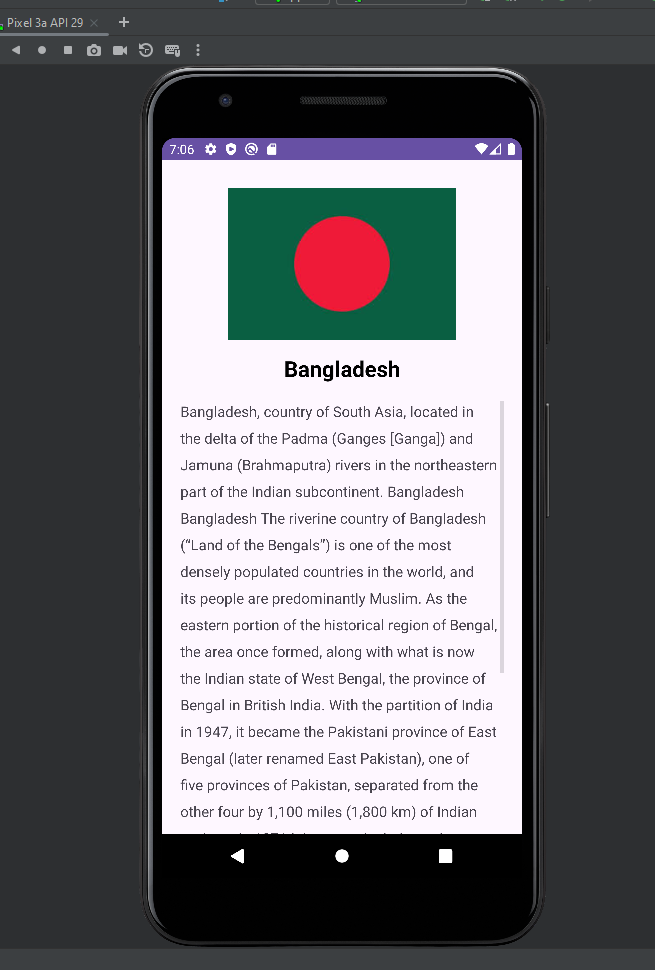 Pixel 3a API 29
7:06
Bangladesh
Bangladesh, country of South Asia, located in
the delta of the Padma (Ganges [Ganga]) and
Jamuna (Brahmaputra) rivers in the northeastern
part of the Indian subcontinent. Bangladesh
Bangladesh The riverine country of Bangladesh
(“Land of the Bengals”) is one of the most
densely populated countries in the world, and
its people are predominantly Muslim. As the
eastern portion of the historical region of Bengal,
the area once formed, along with what is now
the Indian state of West Bengal, the province of
Bengal in British India. With the partition of India
in 1947, it became the Pakistani province of East
Bengal (later renamed East Pakistan), one of
five provinces of Pakistan, separated from the
other four by 1,100 miles (1,800 km) of Indian